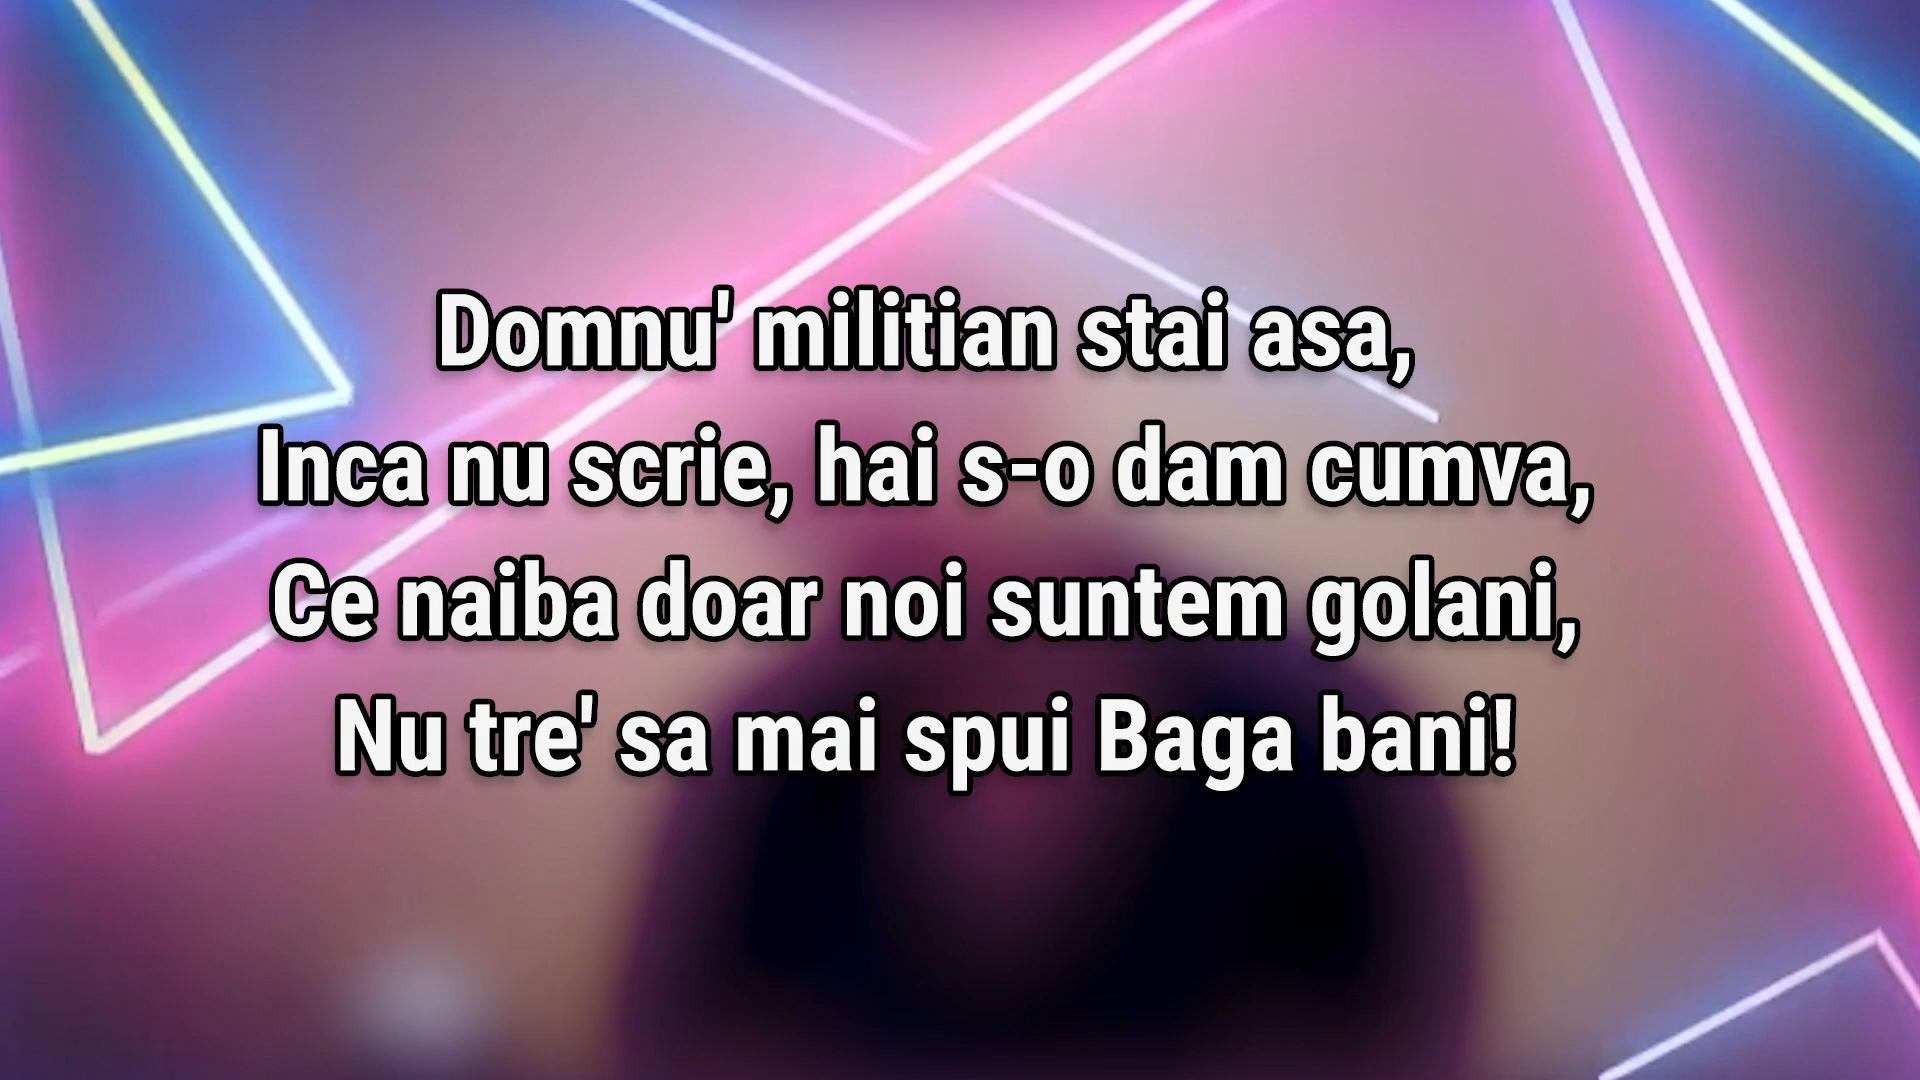 Domnu' militian stai asa,
Inca nu scrie, hai s-o dam cumva,
Ce naiba doar noi suntem golani,
Nu tre' sa mai spui Baga bani!